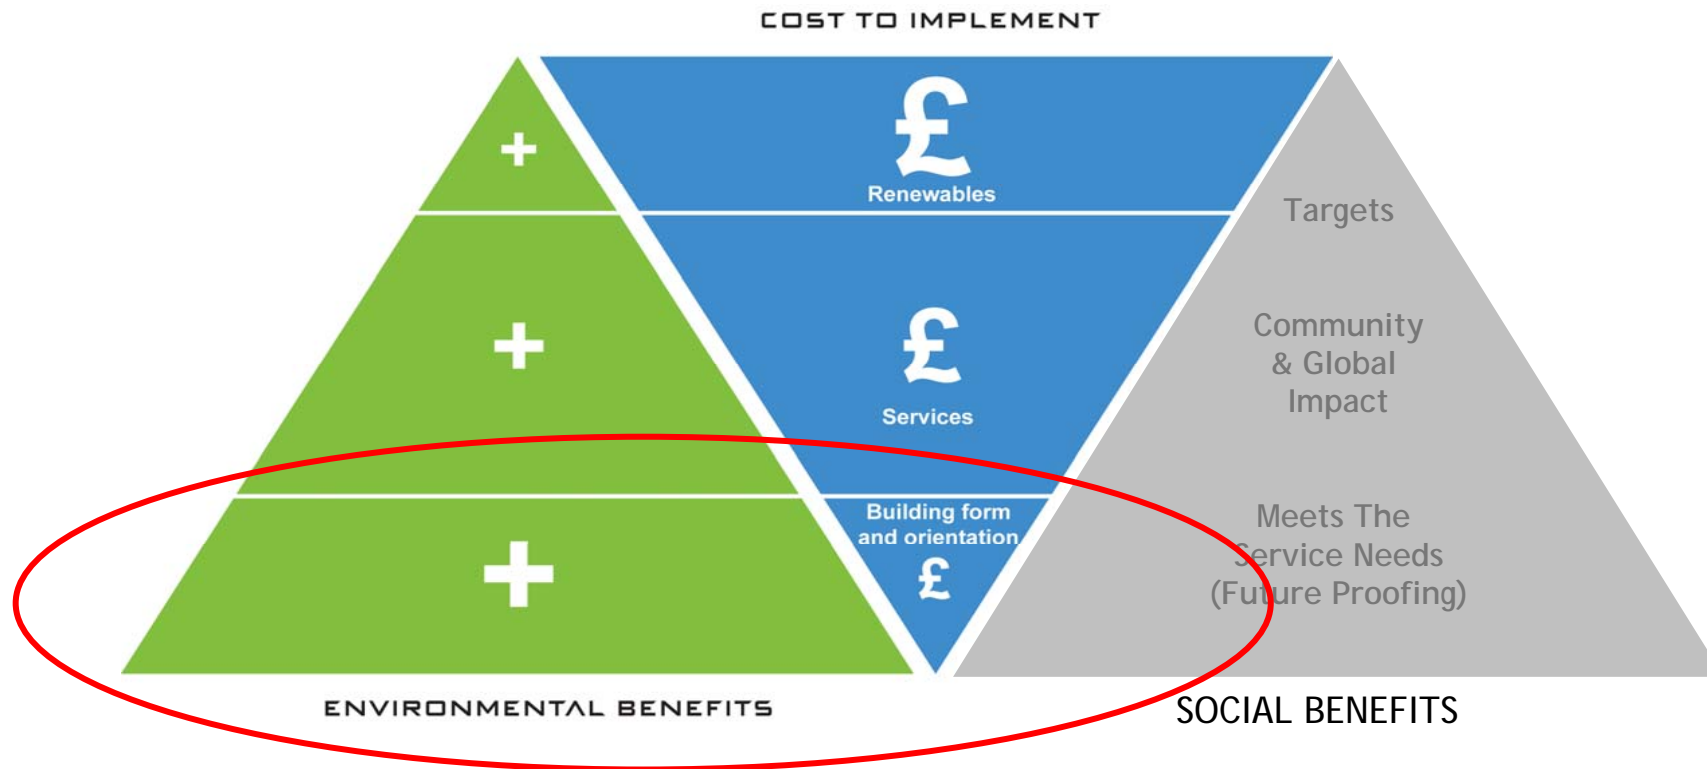 COST TO IMPLEMENT
+
£
Renewables
Targets
+
£
Services
Community
& Global
Impact
+
Building form
and orientation
£
Meets The
Service Needs
(Future Proofing)
ENVIRONMENTAL BENEFITS
SOCIAL BENEFITS